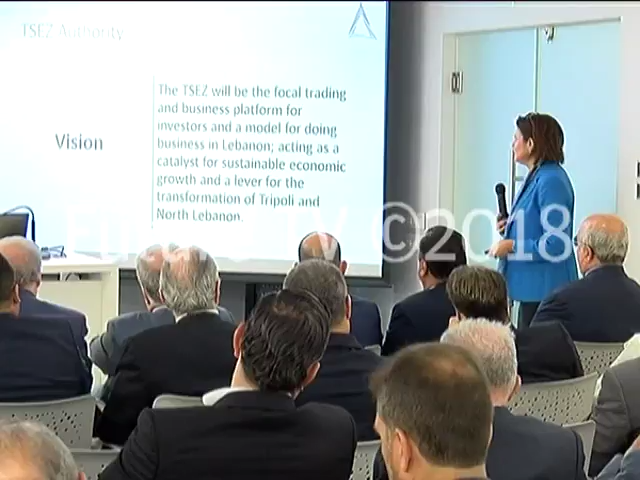 TSEZ Authority
Vision
The TSEZ will be the focal trading
and business platform for
investors and a model for doing
business in Lebanon; acting as a
catalyst for sustainable economic
growth and a lever for the
transformation of Tripoli and
North Lebanon.
Future TV ©2018